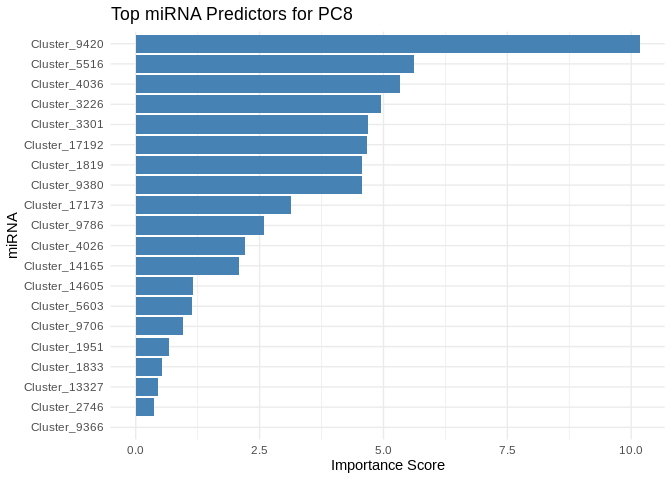 Top miRNA Predictors for PC8
miRNA
Cluster_9420
Cluster_5516
Cluster_4036
Cluster_3226
Cluster_3301
Cluster_17192
Cluster_1819
Cluster_9380
Cluster_17173
Cluster_9786
Cluster_4026
Cluster_14165
Cluster_14605
Cluster_5603
Cluster_9706
Cluster_1951
Cluster_1833
Cluster_13327
Cluster_2746
Cluster_9366
0.0 2.5 5.0 7.5 10.0
Importance Score